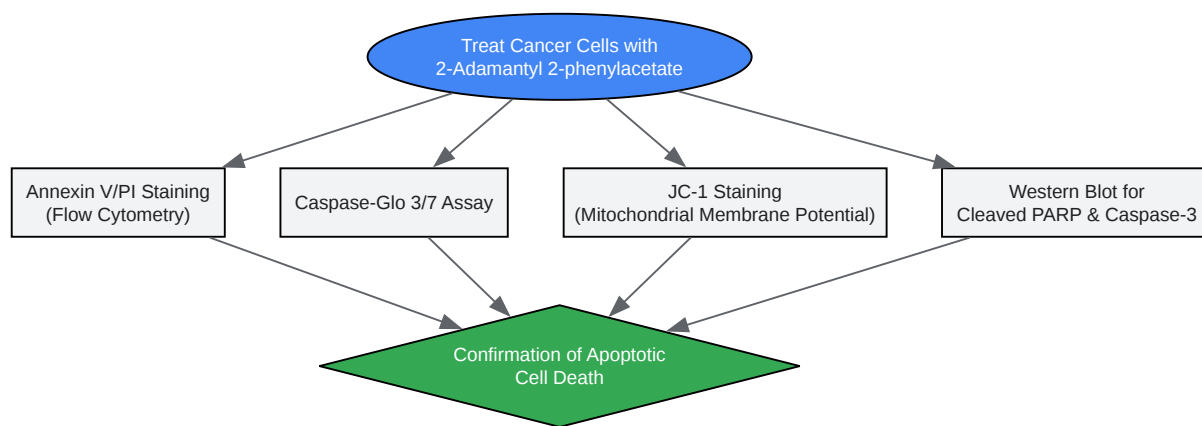 Treat Cancer Cells with
2-Adamantyl 2-phenylacetate
Annexin V/PI Staining
(Flow Cytometry)
Caspase-Glo 3/7 Assay
JC-1 Staining
(Mitochondrial Membrane Potential)
Western Blot for
Cleaved PARP & Caspase-3
Confirmation of Apoptotic
Cell Death